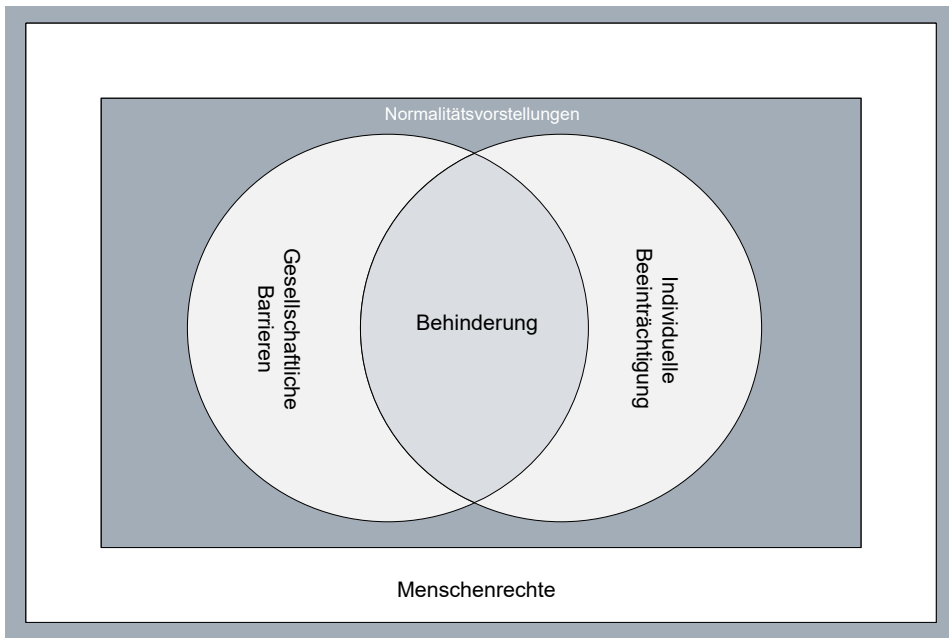 Normalitätsvorstellungen
Gesellschaftliche
Barrieren
Behinderung
Individuelle
Beeinträchtigung
Menschenrechte